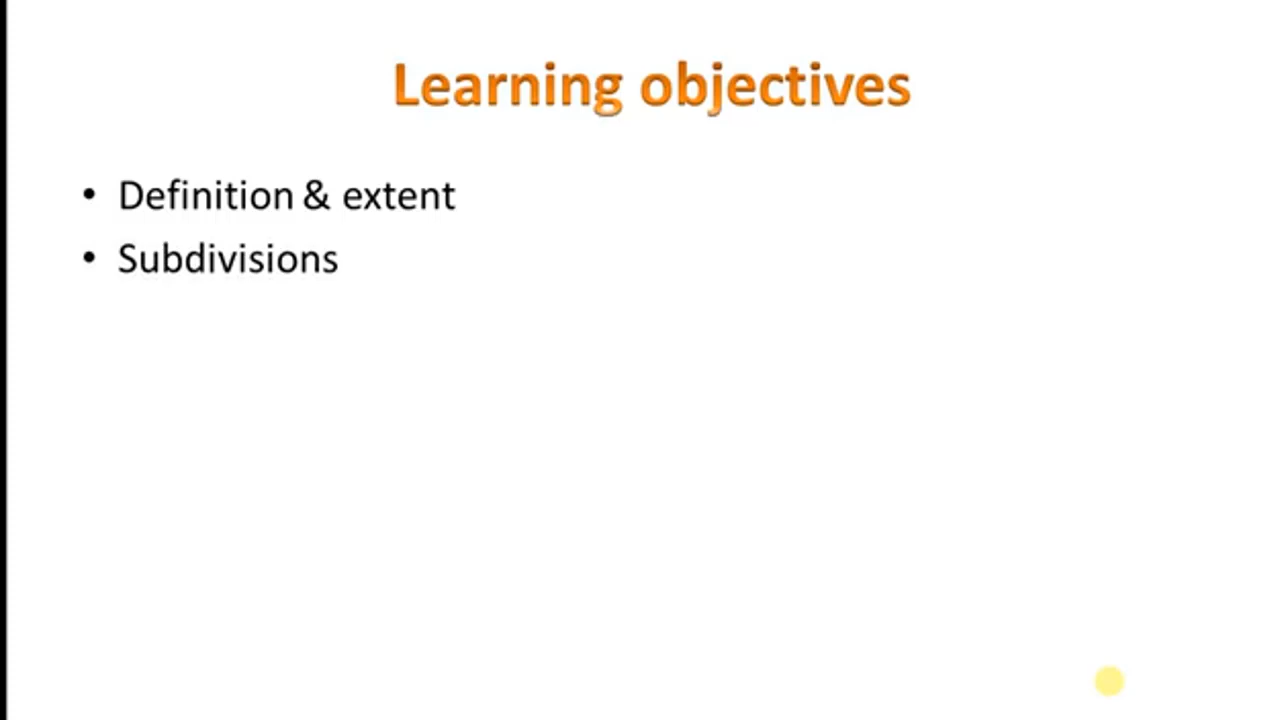 Learning objectives
• Definition & extent
• Subdivisions